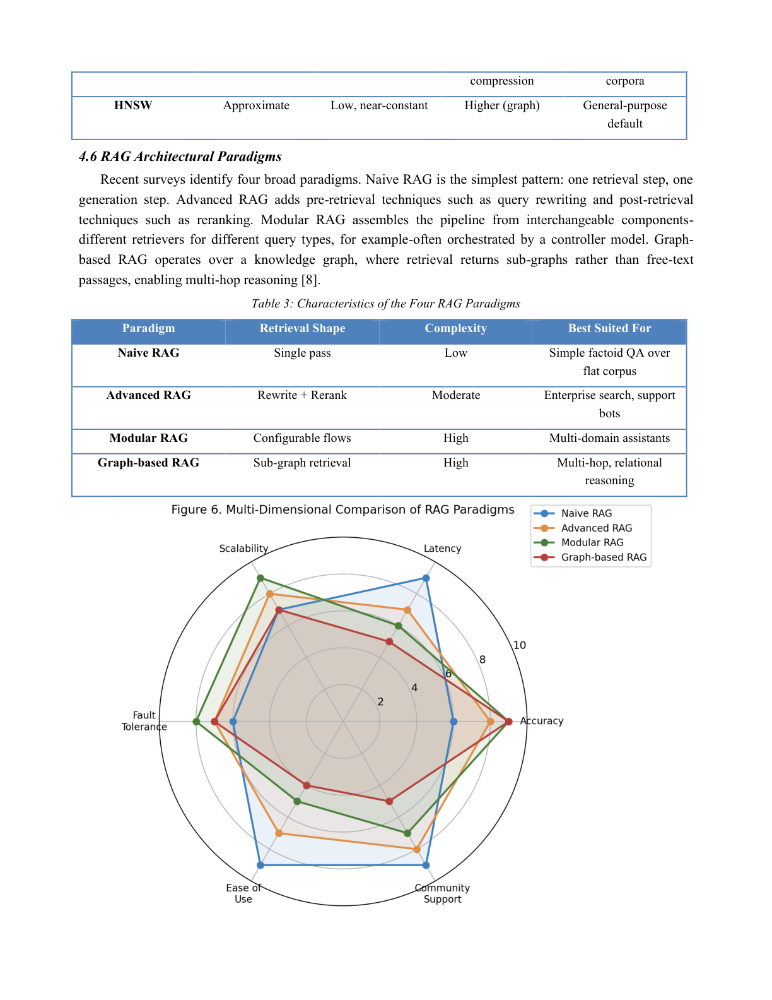 compression corpora
HNSW Approximate Low, near-constant Higher (graph) General-purpose
default
4.6 RAG Architectural Paradigms
Recent surveys identify four broad paradigms. Naive RAG is the simplest pattern: one retrieval step, one
generation step. Advanced RAG adds pre-retrieval techniques such as query rewriting and post-retrieval
techniques such as reranking. Modular RAG assembles the pipeline from interchangeable components-
different retrievers for different query types, for example-often orchestrated by a controller model. Graph-
based RAG operates over a knowledge graph, where retrieval returns sub-graphs rather than free-text
passages, enabling multi-hop reasoning [8].
Table 3: Characteristics of the Four RAG Paradigms
Paradigm Retrieval Shape Complexity Best Suited For
Naive RAG Single pass Low Simple factoid QA over
flat corpus
Advanced RAG Rewrite + Rerank Moderate Enterprise search, support
bots
Modular RAG Configurable flows High Multi-domain assistants
Graph-based RAG Sub-graph retrieval High Multi-hop, relational
reasoning
Figure 6. Multi-Dimensional Comparison of RAG Paradigms
Naive RAG
Advanced RAG
Modular RAG
Graph-based RAG
Scalability
Latency
10
8
6
4
2
Fault
Tolerance
Accuracy
Ease of
Use
Community
Support